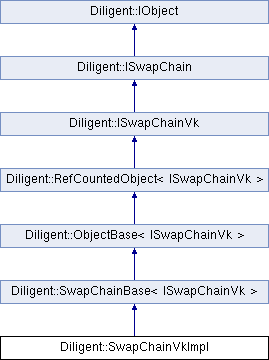 Diligent::IObject
Diligent::ISwapChain
Diligent::ISwapChainVk
Diligent::RefCountedObject< ISwapChainVk >
Diligent::ObjectBase< ISwapChainVk >
Diligent::SwapChainBase< ISwapChainVk >
Diligent::SwapChainVkImpl